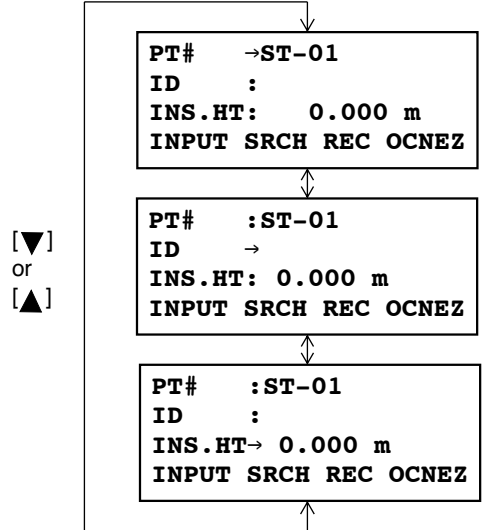 PT#    →ST-01
ID     :
INS.HT:   0.000 m
INPUT SRCH REC OCNEZ
PT#    :ST-01
ID     →
INS.HT: 0.000 m
INPUT SRCH REC OCNEZ
[▼]
or
[▲]
PT#    :ST-01
ID     :
INS.HT→ 0.000 m
INPUT SRCH REC OCNEZ